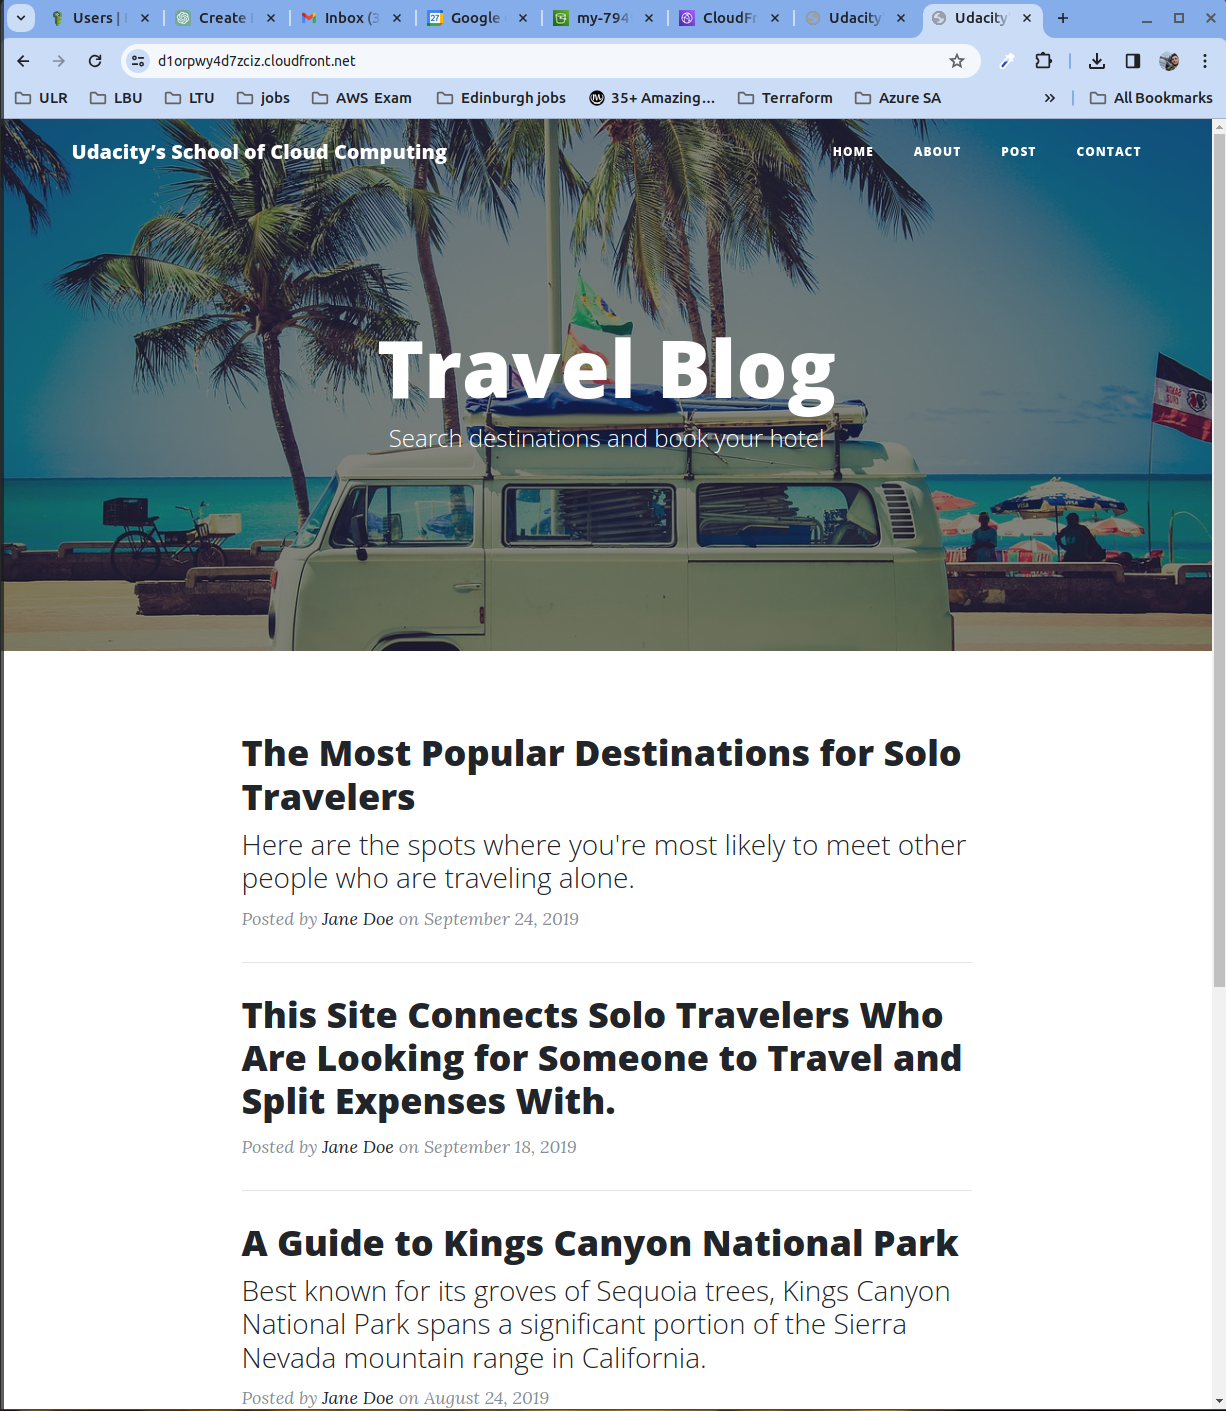 Users |
Create
Inbox (3
Google
my-794
CloudFr
Udacity
Udacity'
d1orpwy4d7zciz.cloudfront.net
ULR
LBU
LTU
jobs
AWS Exam
Edinburgh jobs
35+ Amazing...
Terraform
Azure SA
All Bookmarks
Udacity’s School of Cloud Computing
HOME
ABOUT
POST
CONTACT
Travel Blog
Search destinations and book your hotel
The Most Popular Destinations for Solo
Travelers
Here are the spots where you're most likely to meet other
people who are traveling alone.
Posted by Jane Doe on September 24, 2019
This Site Connects Solo Travelers Who
Are Looking for Someone to Travel and
Split Expenses With.
Posted by Jane Doe on September 18, 2019
A Guide to Kings Canyon National Park
Best known for its groves of Sequoia trees, Kings Canyon
National Park spans a significant portion of the Sierra
Nevada mountain range in California.
Posted by Jane Doe on August 24, 2019